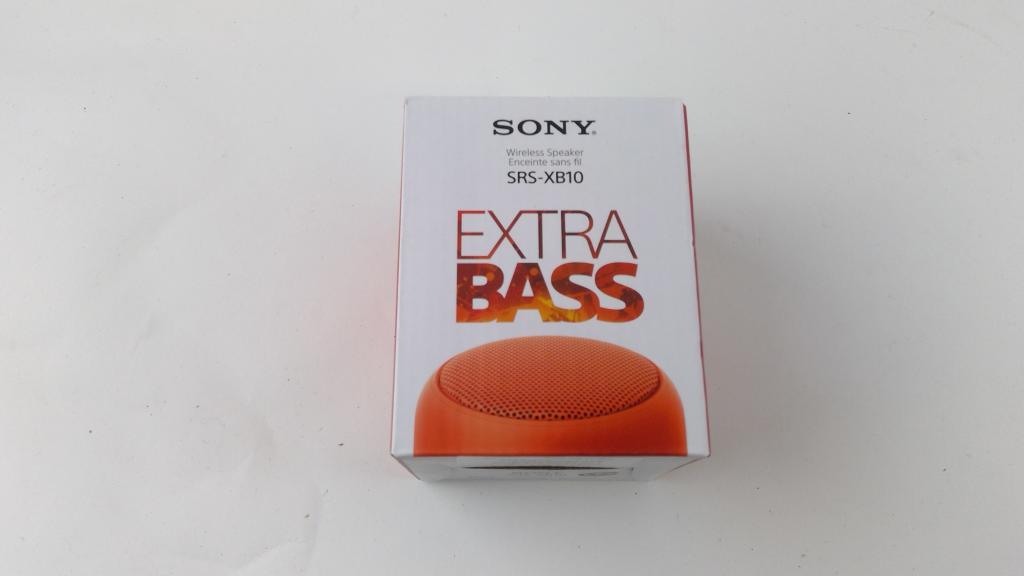 SONY
Wireless Speaker
Enceinte sans fil
SRS-XB10
EXTRA
BASS